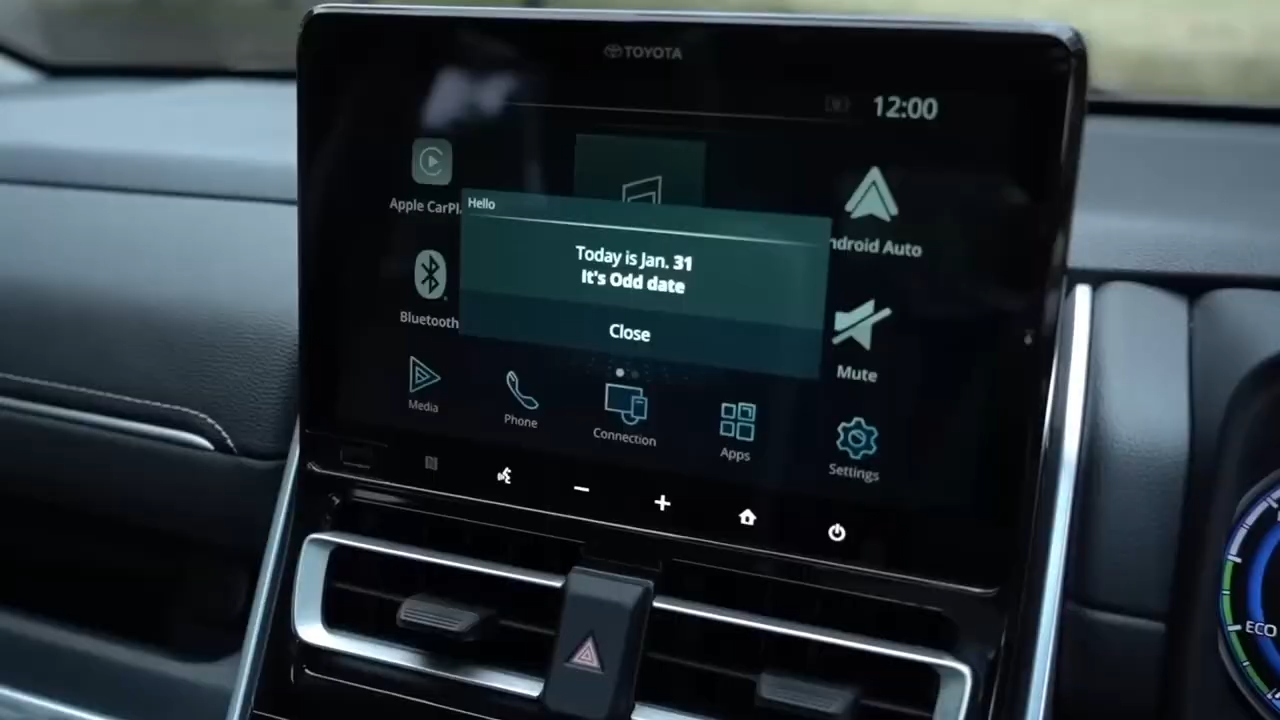 TOYOTA
12:00
Apple CarPl
Hello
ndroid Auto
Today is Jan. 31
It's Odd date
Bluetooth
Close
Mute
Media
Phone
Connection
Apps
Settings
ECO